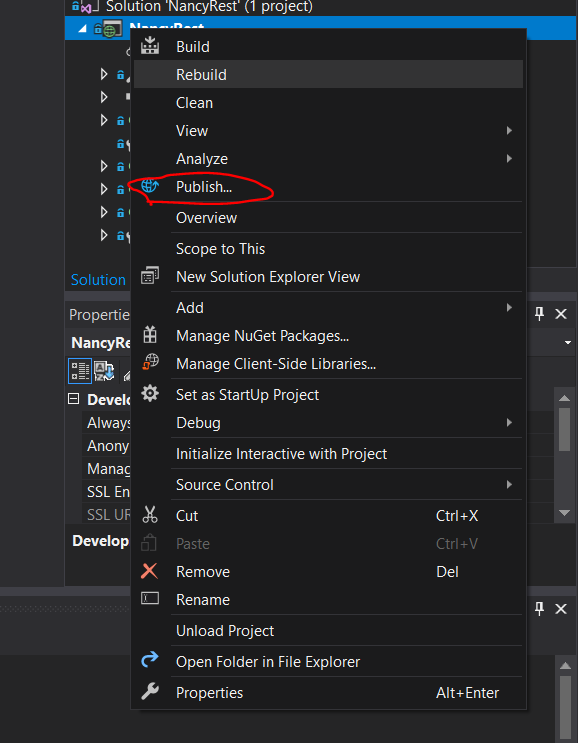 Solution 'NancyRest' (1 project)
NancyRest
Build
Rebuild
Clean
View
Analyze
Publish...
Overview
Scope to This
Solution
New Solution Explorer View
Add
Propertie
Manage NuGet Packages...
NancyRe
Manage Client-Side Libraries...
Set as StartUp Project
Develo
Always
Debug
Anony
Initialize Interactive with Project
Manag
Source Control
SSL En
Cut Ctrl+X
SSL UR
Paste Ctrl+V
Develop
Remove Del
Rename
Unload Project
Open Folder in File Explorer
Properties Alt+Enter